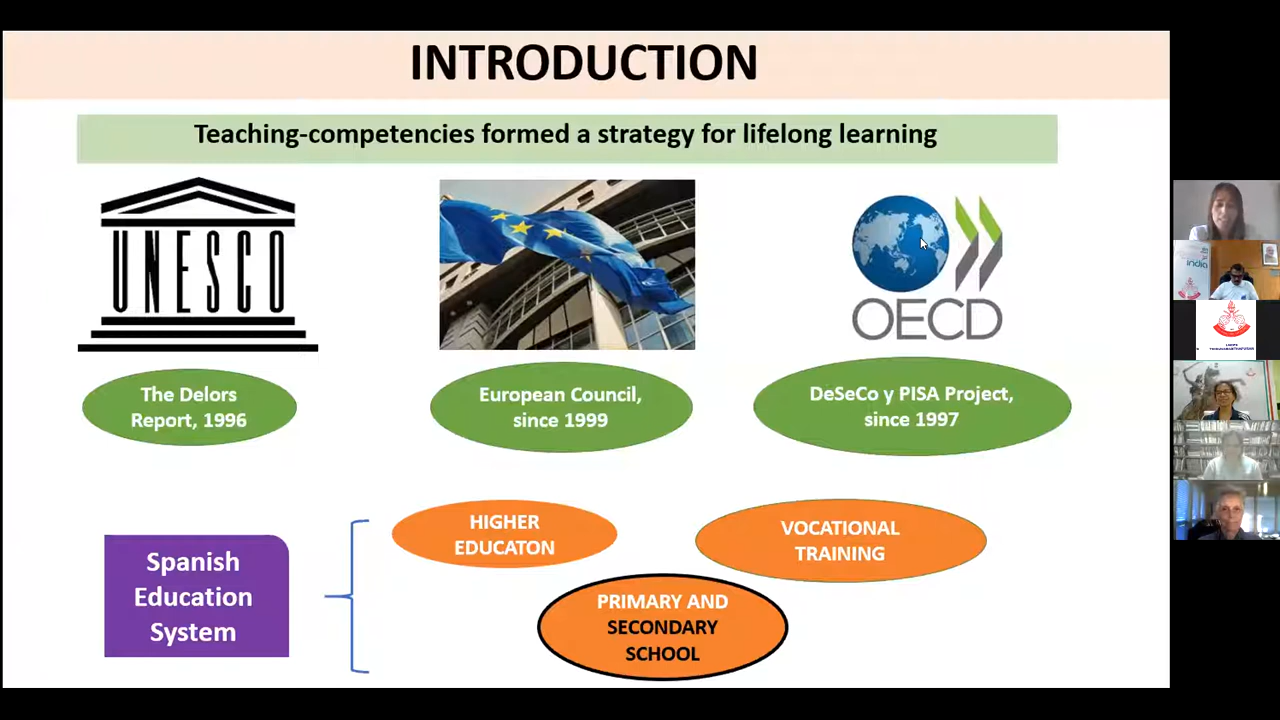 INTRODUCTION
Teaching-competencies formed a strategy for lifelong learning
UNESCO
OECD
The Delors
Report, 1996
European Council,
since 1999
DeSeCo y PISA Project,
since 1997
Spanish
Education
System
HIGHER
EDUCATON
VOCATIONAL
TRAINING
PRIMARY AND
SECONDARY
SCHOOL
india